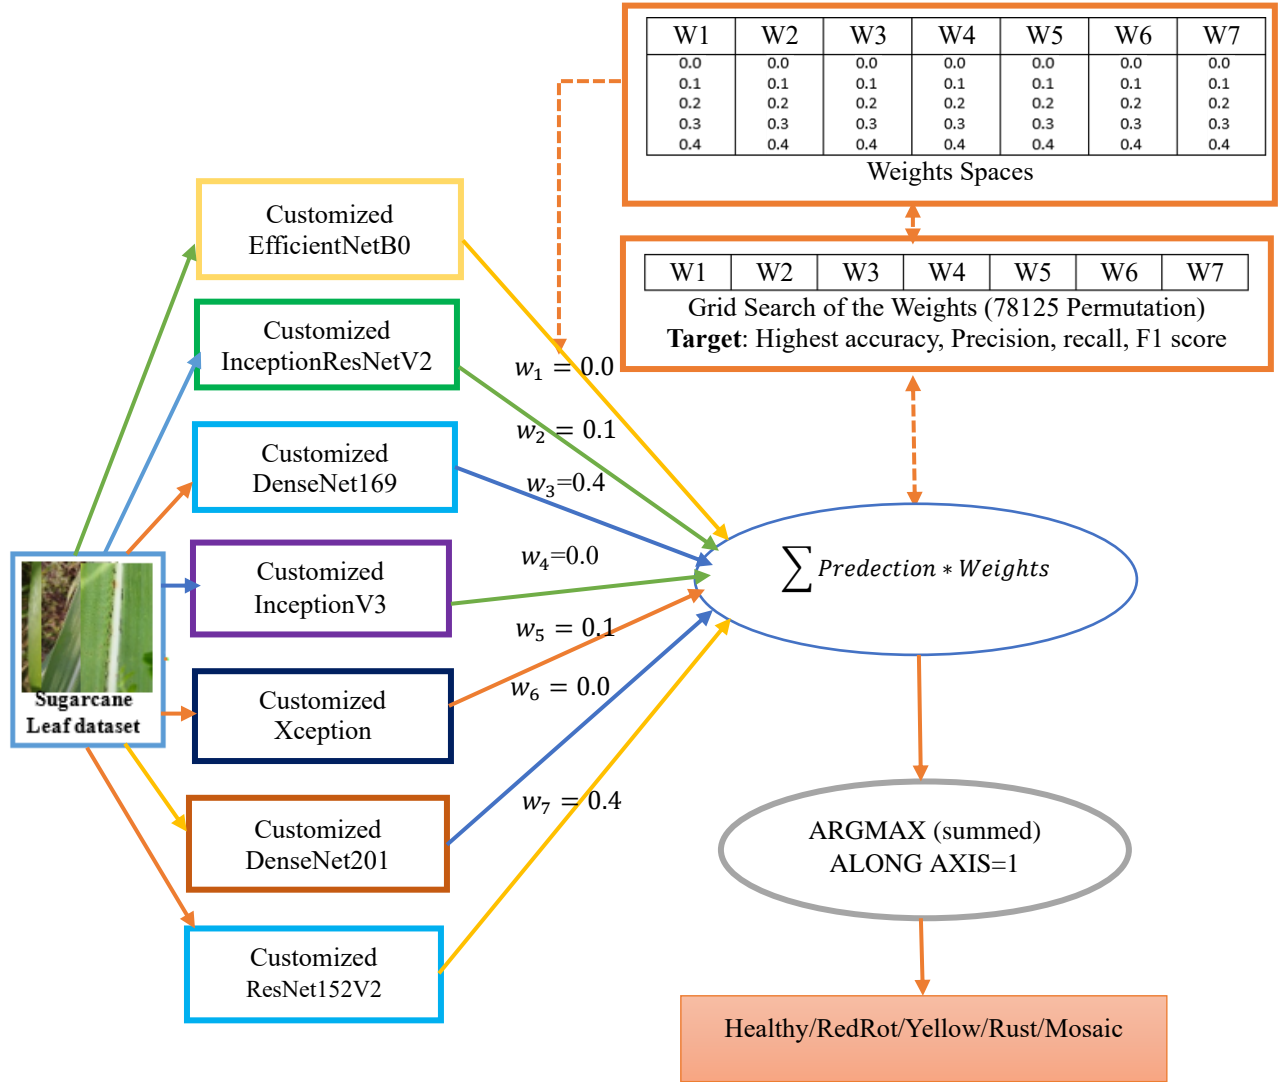 W1 W2 W3 W4 W5 W6 W7
0.0 0.0 0.0 0.0 0.0 0.0 0.0
0.1 0.1 0.1 0.1 0.1 0.1 0.1
0.2 0.2 0.2 0.2 0.2 0.2 0.2
0.3 0.3 0.3 0.3 0.3 0.3 0.3
0.4 0.4 0.4 0.4 0.4 0.4 0.4
Weights Spaces
W1 W2 W3 W4 W5 W6 W7
Grid Search of the Weights (78125 Permutation)
Target: Highest accuracy, Precision, recall, F1 score
Customized
EfficientNetB0
Customized
InceptionResNetV2
Customized
DenseNet169
Customized
InceptionV3
Customized
Xception
Customized
DenseNet201
Customized
ResNet152V2
Sugarcane
Leaf dataset
w₁ = 0.0
w₂ = 0.1
w₃=0.4
w₄=0.0
w₅ = 0.1
w₆ = 0.0
w₇ = 0.4
∑ Predection ∗ Weights
ARGMAX (summed)
ALONG AXIS=1
Healthy/RedRot/Yellow/Rust/Mosaic